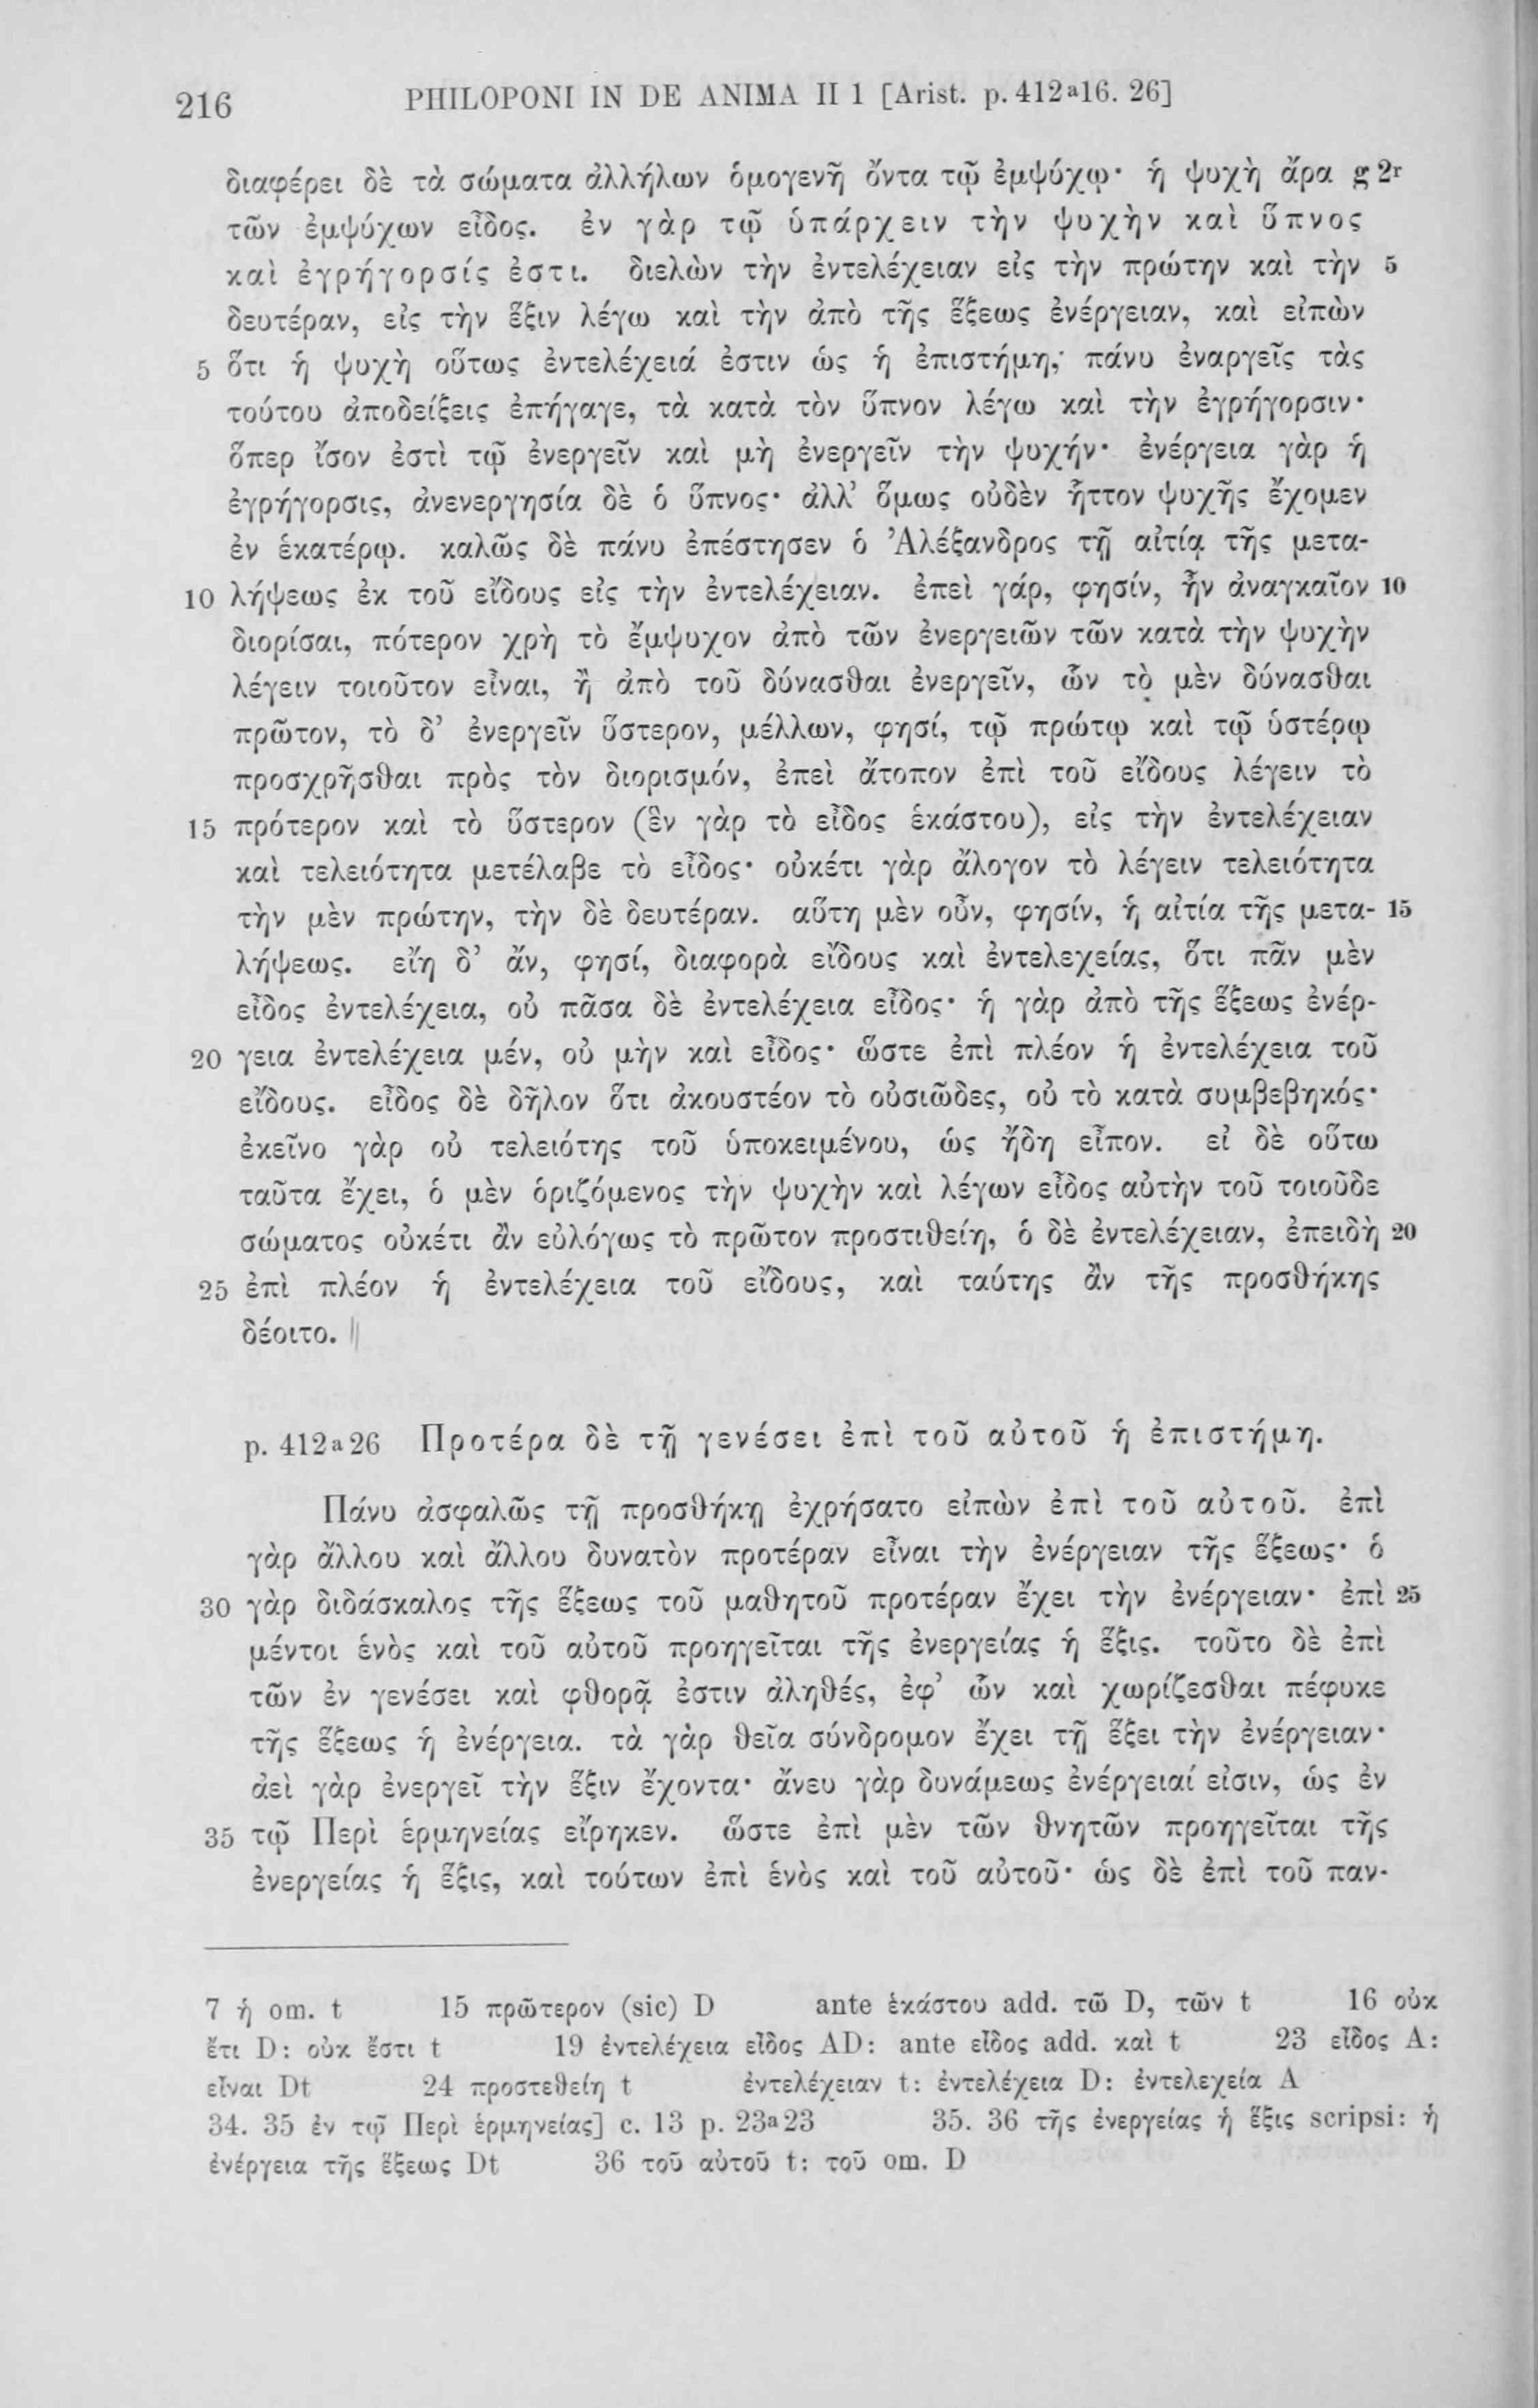 216 PHILOPONI IN DE ANIMA II 1 [Arist. p. 412ᵃ16. 26]
διαφέρει δὲ τὰ σώματα ἀλλήλων ὁμογενῆ ὄντα τῷ ἐμψύχῳ· ἡ ψυχὴ ἄρα g 2ʳ
τῶν ἐμψύχων εἶδος. ἐν γὰρ τῷ ὑπάρχειν τὴν ψυχὴν καὶ ὕπνος
καὶ ἐγρήγορσίς ἐστι. διελὼν τὴν ἐντελέχειαν εἰς τὴν πρώτην καὶ τὴν 5
δευτέραν, εἰς τὴν ἕξιν λέγω καὶ τὴν ἀπὸ τῆς ἕξεως ἐνέργειαν, καὶ εἰπὼν
5 ὅτι ἡ ψυχὴ οὕτως ἐντελέχειά ἐστιν ὡς ἡ ἐπιστήμη, πάνυ ἐναργεῖς τὰς
τούτου ἀποδείξεις ἐπήγαγε, τὰ κατὰ τὸν ὕπνον λέγω καὶ τὴν ἐγρήγορσιν·
ὅπερ ἴσον ἐστὶ τῷ ἐνεργεῖν καὶ μὴ ἐνεργεῖν τὴν ψυχήν· ἐνέργεια γὰρ ἡ
ἐγρήγορσις, ἀνενεργησία δὲ ὁ ὕπνος· ἀλλ’ ὅμως οὐδὲν ἧττον ψυχῆς ἔχομεν
ἐν ἑκατέρῳ. καλῶς δὲ πάνυ ἐπέστησεν ὁ Ἀλέξανδρος τῇ αἰτίᾳ τῆς μετα-
10 λήψεως ἐκ τοῦ εἴδους εἰς τὴν ἐντελέχειαν. ἐπεὶ γάρ, φησίν, ἦν ἀναγκαῖον 10
διορίσαι, πότερον χρὴ τὸ ἔμψυχον ἀπὸ τῶν ἐνεργειῶν τῶν κατὰ τὴν ψυχὴν
λέγειν τοιοῦτον εἶναι, ἢ ἀπὸ τοῦ δύνασθαι ἐνεργεῖν, ὧν τὸ μὲν δύνασθαι
πρῶτον, τὸ δ’ ἐνεργεῖν ὕστερον, μέλλων, φησί, τῷ πρώτῳ καὶ τῷ ὑστέρῳ
προσχρῆσθαι πρὸς τὸν διορισμόν, ἐπεὶ ἄτοπον ἐπὶ τοῦ εἴδους λέγειν τὸ
15 πρότερον καὶ τὸ ὕστερον (ἓν γὰρ τὸ εἶδος ἑκάστου), εἰς τὴν ἐντελέχειαν
καὶ τελειότητα μετέλαβε τὸ εἶδος· οὐκέτι γὰρ ἄλογον τὸ λέγειν τελειότητα
τὴν μὲν πρώτην, τὴν δὲ δευτέραν. αὕτη μὲν οὖν, φησίν, ἡ αἰτία τῆς μετα- 15
λήψεως. εἴη δ’ ἄν, φησί, διαφορὰ εἴδους καὶ ἐντελεχείας, ὅτι πᾶν μὲν
εἶδος ἐντελέχεια, οὐ πᾶσα δὲ ἐντελέχεια εἶδος· ἡ γὰρ ἀπὸ τῆς ἕξεως ἐνέρ-
20 γεια ἐντελέχεια μέν, οὐ μὴν καὶ εἶδος· ὥστε ἐπὶ πλέον ἡ ἐντελέχεια τοῦ
εἴδους. εἶδος δὲ δῆλον ὅτι ἀκουστέον τὸ οὐσιῶδες, οὐ τὸ κατὰ συμβεβηκός·
ἐκεῖνο γὰρ οὐ τελειότης τοῦ ὑποκειμένου, ὡς ἤδη εἶπον. εἰ δὲ οὕτω
ταῦτα ἔχει, ὁ μὲν ὁριζόμενος τὴν ψυχὴν καὶ λέγων εἶδος αὐτὴν τοῦ τοιοῦδε
σώματος οὐκέτι ἂν εὐλόγως τὸ πρῶτον προστιθείη, ὁ δὲ ἐντελέχειαν, ἐπειδὴ 20
25 ἐπὶ πλέον ἡ ἐντελέχεια τοῦ εἴδους, καὶ ταύτης ἂν τῆς προσθήκης
δέοιτο.
p. 412ᵃ26 Προτέρα δὲ τῇ γενέσει ἐπὶ τοῦ αὐτοῦ ἡ ἐπιστήμη.
Πάνυ ἀσφαλῶς τῇ προσθήκῃ ἐχρήσατο εἰπὼν ἐπὶ τοῦ αὐτοῦ. ἐπὶ
γὰρ ἄλλου καὶ ἄλλου δυνατὸν προτέραν εἶναι τὴν ἐνέργειαν τῆς ἕξεως· ὁ
30 γὰρ διδάσκαλος τῆς ἕξεως τοῦ μαθητοῦ προτέραν ἔχει τὴν ἐνέργειαν· ἐπὶ 25
μέντοι ἑνὸς καὶ τοῦ αὐτοῦ προηγεῖται τῆς ἐνεργείας ἡ ἕξις. τοῦτο δὲ ἐπὶ
τῶν ἐν γενέσει καὶ φθορᾷ ἐστιν ἀληθές, ἐφ’ ὧν καὶ χωρίζεσθαι πέφυκε
τῆς ἕξεως ἡ ἐνέργεια. τὰ γὰρ θεῖα σύνδρομον ἔχει τῇ ἕξει τὴν ἐνέργειαν·
ἀεὶ γὰρ ἐνεργεῖ τὴν ἕξιν ἔχοντα· ἄνευ γὰρ δυνάμεως ἐνέργειαί εἰσιν, ὡς ἐν
35 τῷ Περὶ ἑρμηνείας εἴρηκεν. ὥστε ἐπὶ μὲν τῶν θνητῶν προηγεῖται τῆς
ἐνεργείας ἡ ἕξις, καὶ τούτων ἐπὶ ἑνὸς καὶ τοῦ αὐτοῦ· ὡς δὲ ἐπὶ τοῦ παν-
7 ἡ om. t 15 πρῶτερον (sic) D ante ἑκάστου add. τῶ D, τῶν t 16 οὐκ
ἔτι D: οὐκ ἔστι t 19 ἐντελέχεια εἶδος AD: ante εἶδος add. καὶ t 23 εἶδος A:
εἶναι Dt 24 προστεθείη t ἐντελέχειαν t: ἐντελέχεια D: ἐντελεχεία A
34. 35 ἐν τῷ Περὶ ἑρμηνείας] c. 13 p. 23ᵃ23 35. 36 τῆς ἐνεργείας ἡ ἕξις scripsi: ἡ
ἐνέργεια τῆς ἕξεως Dt 36 τοῦ αὐτοῦ t: τοῦ om. D